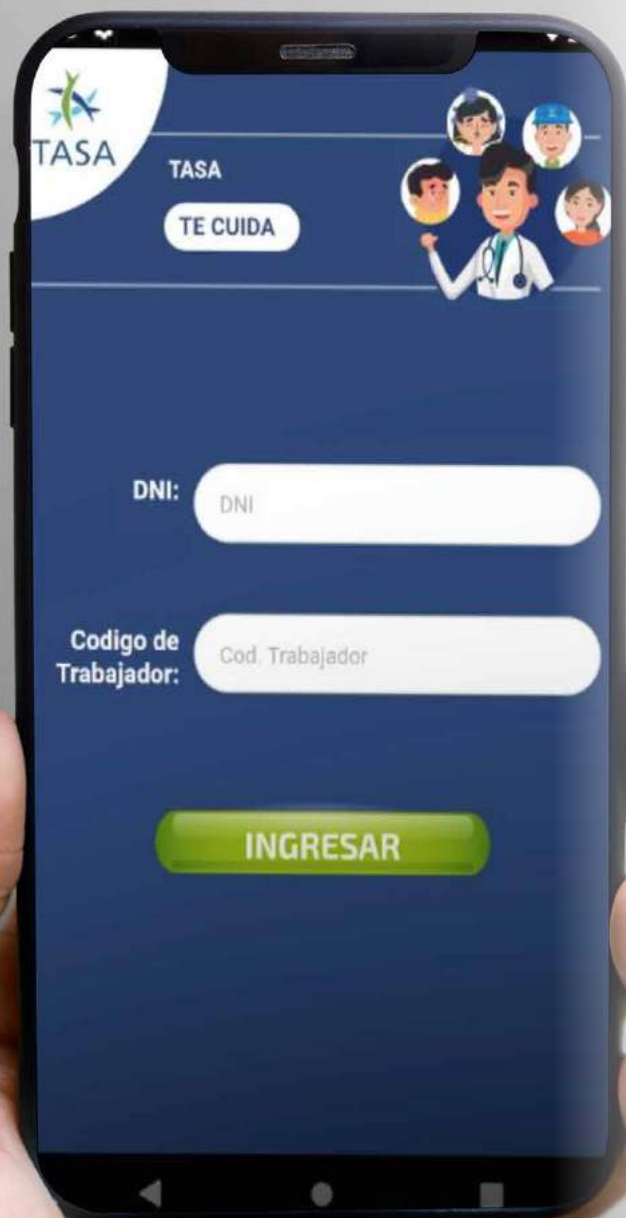 TASA
TASA
TE CUIDA
DNI:
DNI
Codigo de
Trabajador:
Cod. Trabajador
INGRESAR